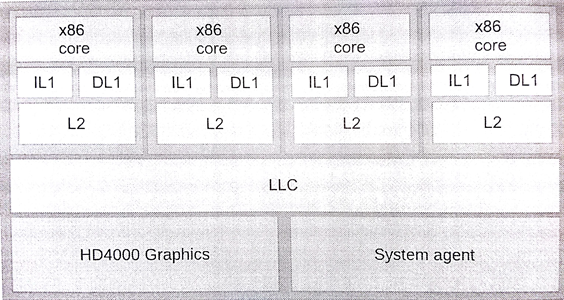 x86 core
x86 core
x86 core
x86 core
IL1 DL1 IL1 DL1 IL1 DL1 IL1 DL1
L2 L2 L2 L2
LLC
HD4000 Graphics System agent